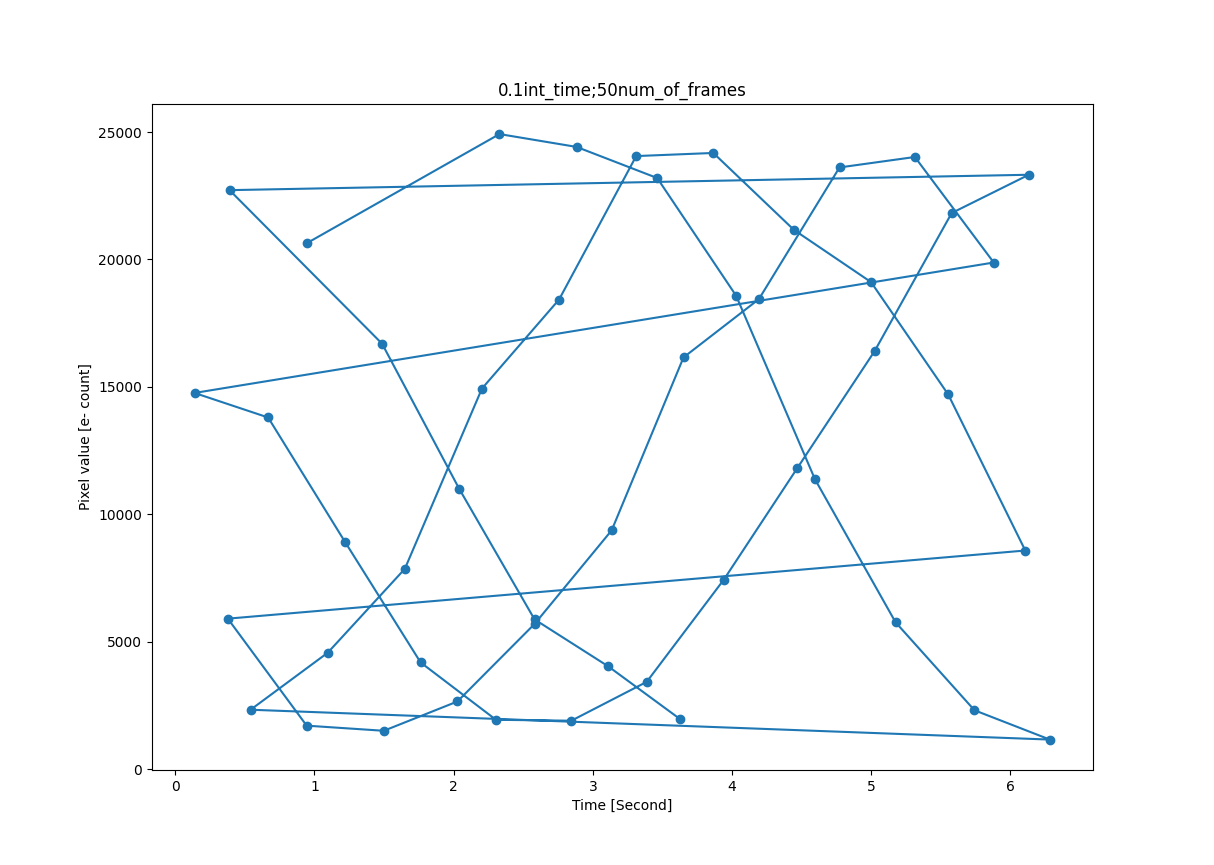 0.1int_time;50num_of_frames
25000
20000
15000
10000
5000
0
Pixel value [e- count]
0 1 2 3 4 5 6
Time [Second]